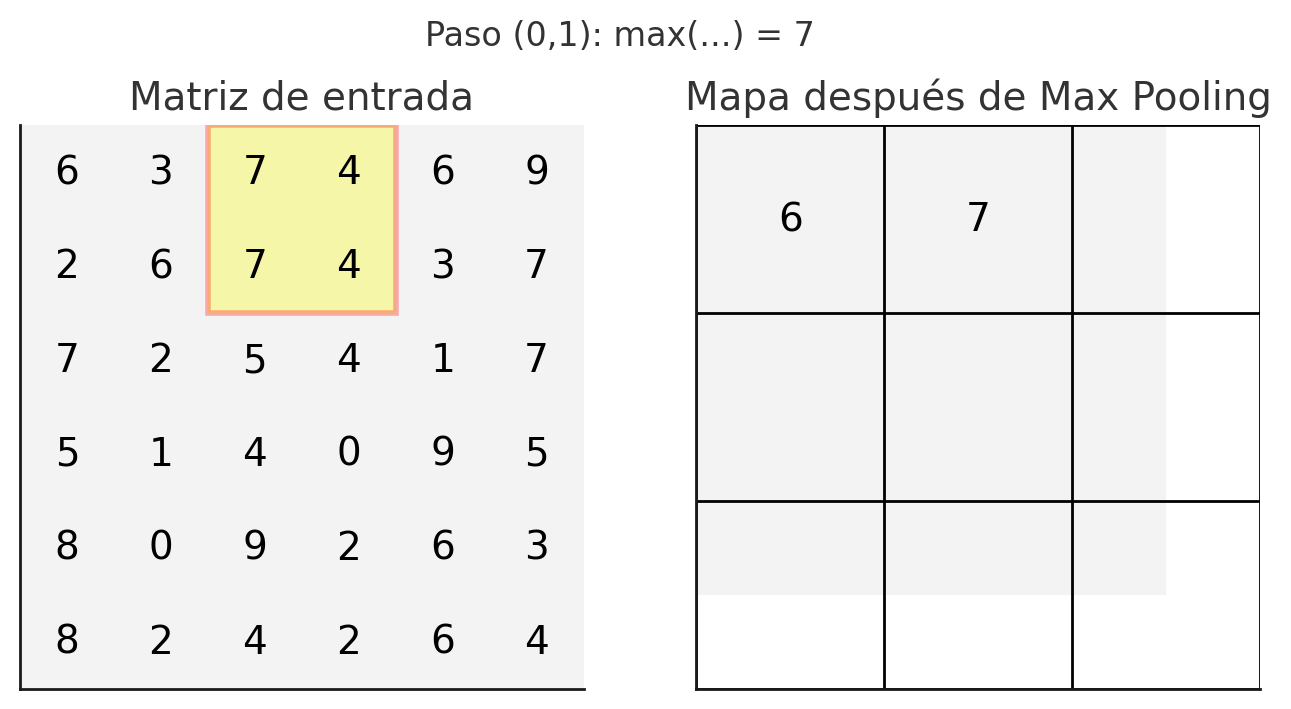 Paso (0,1): max(...) = 7
Matriz de entrada
Mapa después de Max Pooling
6 3 7 4 6 9
6 7
2 6 7 4 3 7
7 2 5 4 1 7
5 1 4 0 9 5
8 0 9 2 6 3
8 2 4 2 6 4